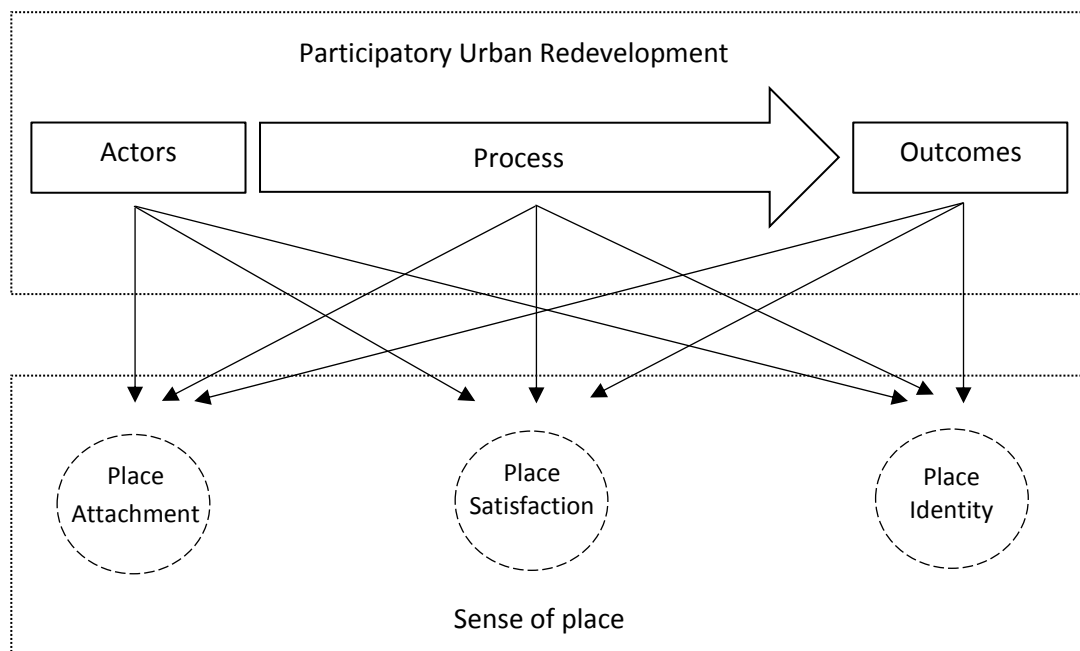 Participatory Urban Redevelopment
Actors
Process
Outcomes
Place
Attachment
Place
Satisfaction
Place
Identity
Sense of place